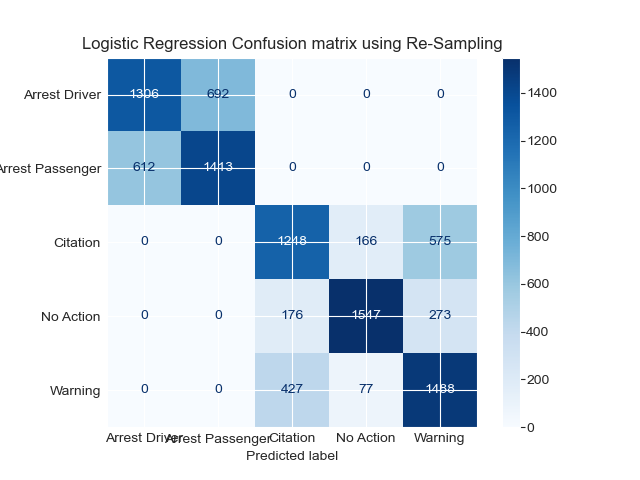 Logistic Regression Confusion matrix using Re-Sampling
Arrest Driver 1306 692 0 0 0
Arrest Passenger 612 1413 0 0 0
Citation 0 0 1248 166 575
No Action 0 0 176 1547 273
Warning 0 0 427 77 1488
Arrest Driver Arrest Passenger Citation No Action Warning
Predicted label
1400
1200
1000
800
600
400
200
0